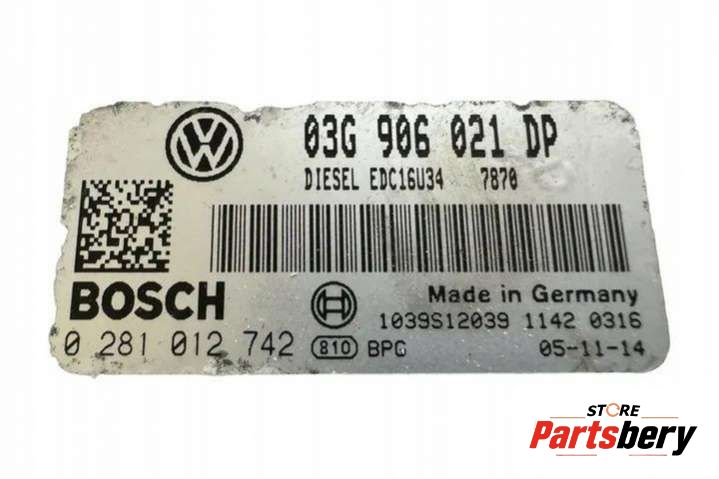 03G 906 021 DP
DIESEL EDC16U34 7870
BOSCH
Made in Germany
1039S12039 1142 0316
0 281 012 742 810 BPG 05-11-14
STORE
Partsbery